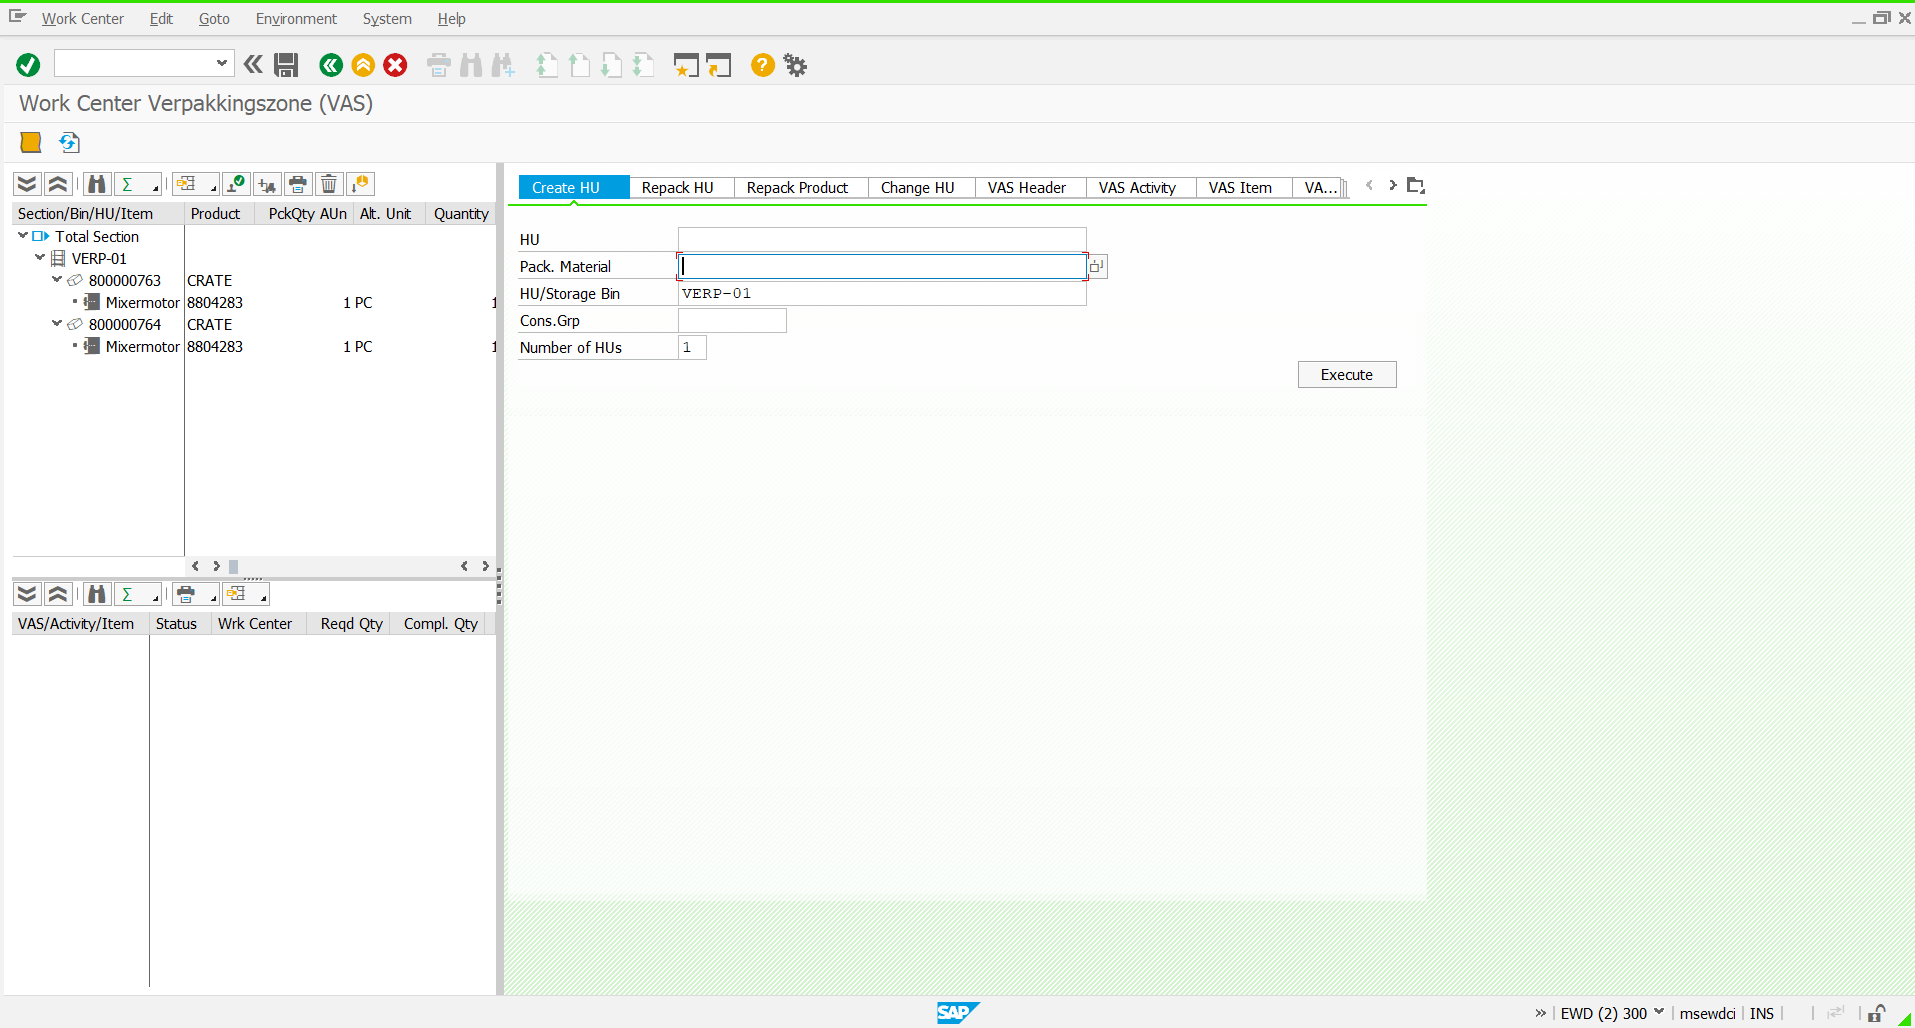 Work Center Edit Goto Environment System Help
Work Center Verpakkingszone (VAS)
Section/Bin/HU/Item Product PckQty AUn Alt. Unit Quantity
Total Section
VERP-01
800000763 CRATE
Mixermotor 8804283 1 PC 1
800000764 CRATE
Mixermotor 8804283 1 PC 1
VAS/Activity/Item Status Wrk Center Reqd Qty Compl. Qty
Create HU Repack HU Repack Product Change HU VAS Header VAS Activity VAS Item VA...
HU
Pack. Material
HU/Storage Bin VERP-01
Cons.Grp
Number of HUs 1
Execute
SAP
EWD (2) 300 msewdci INS